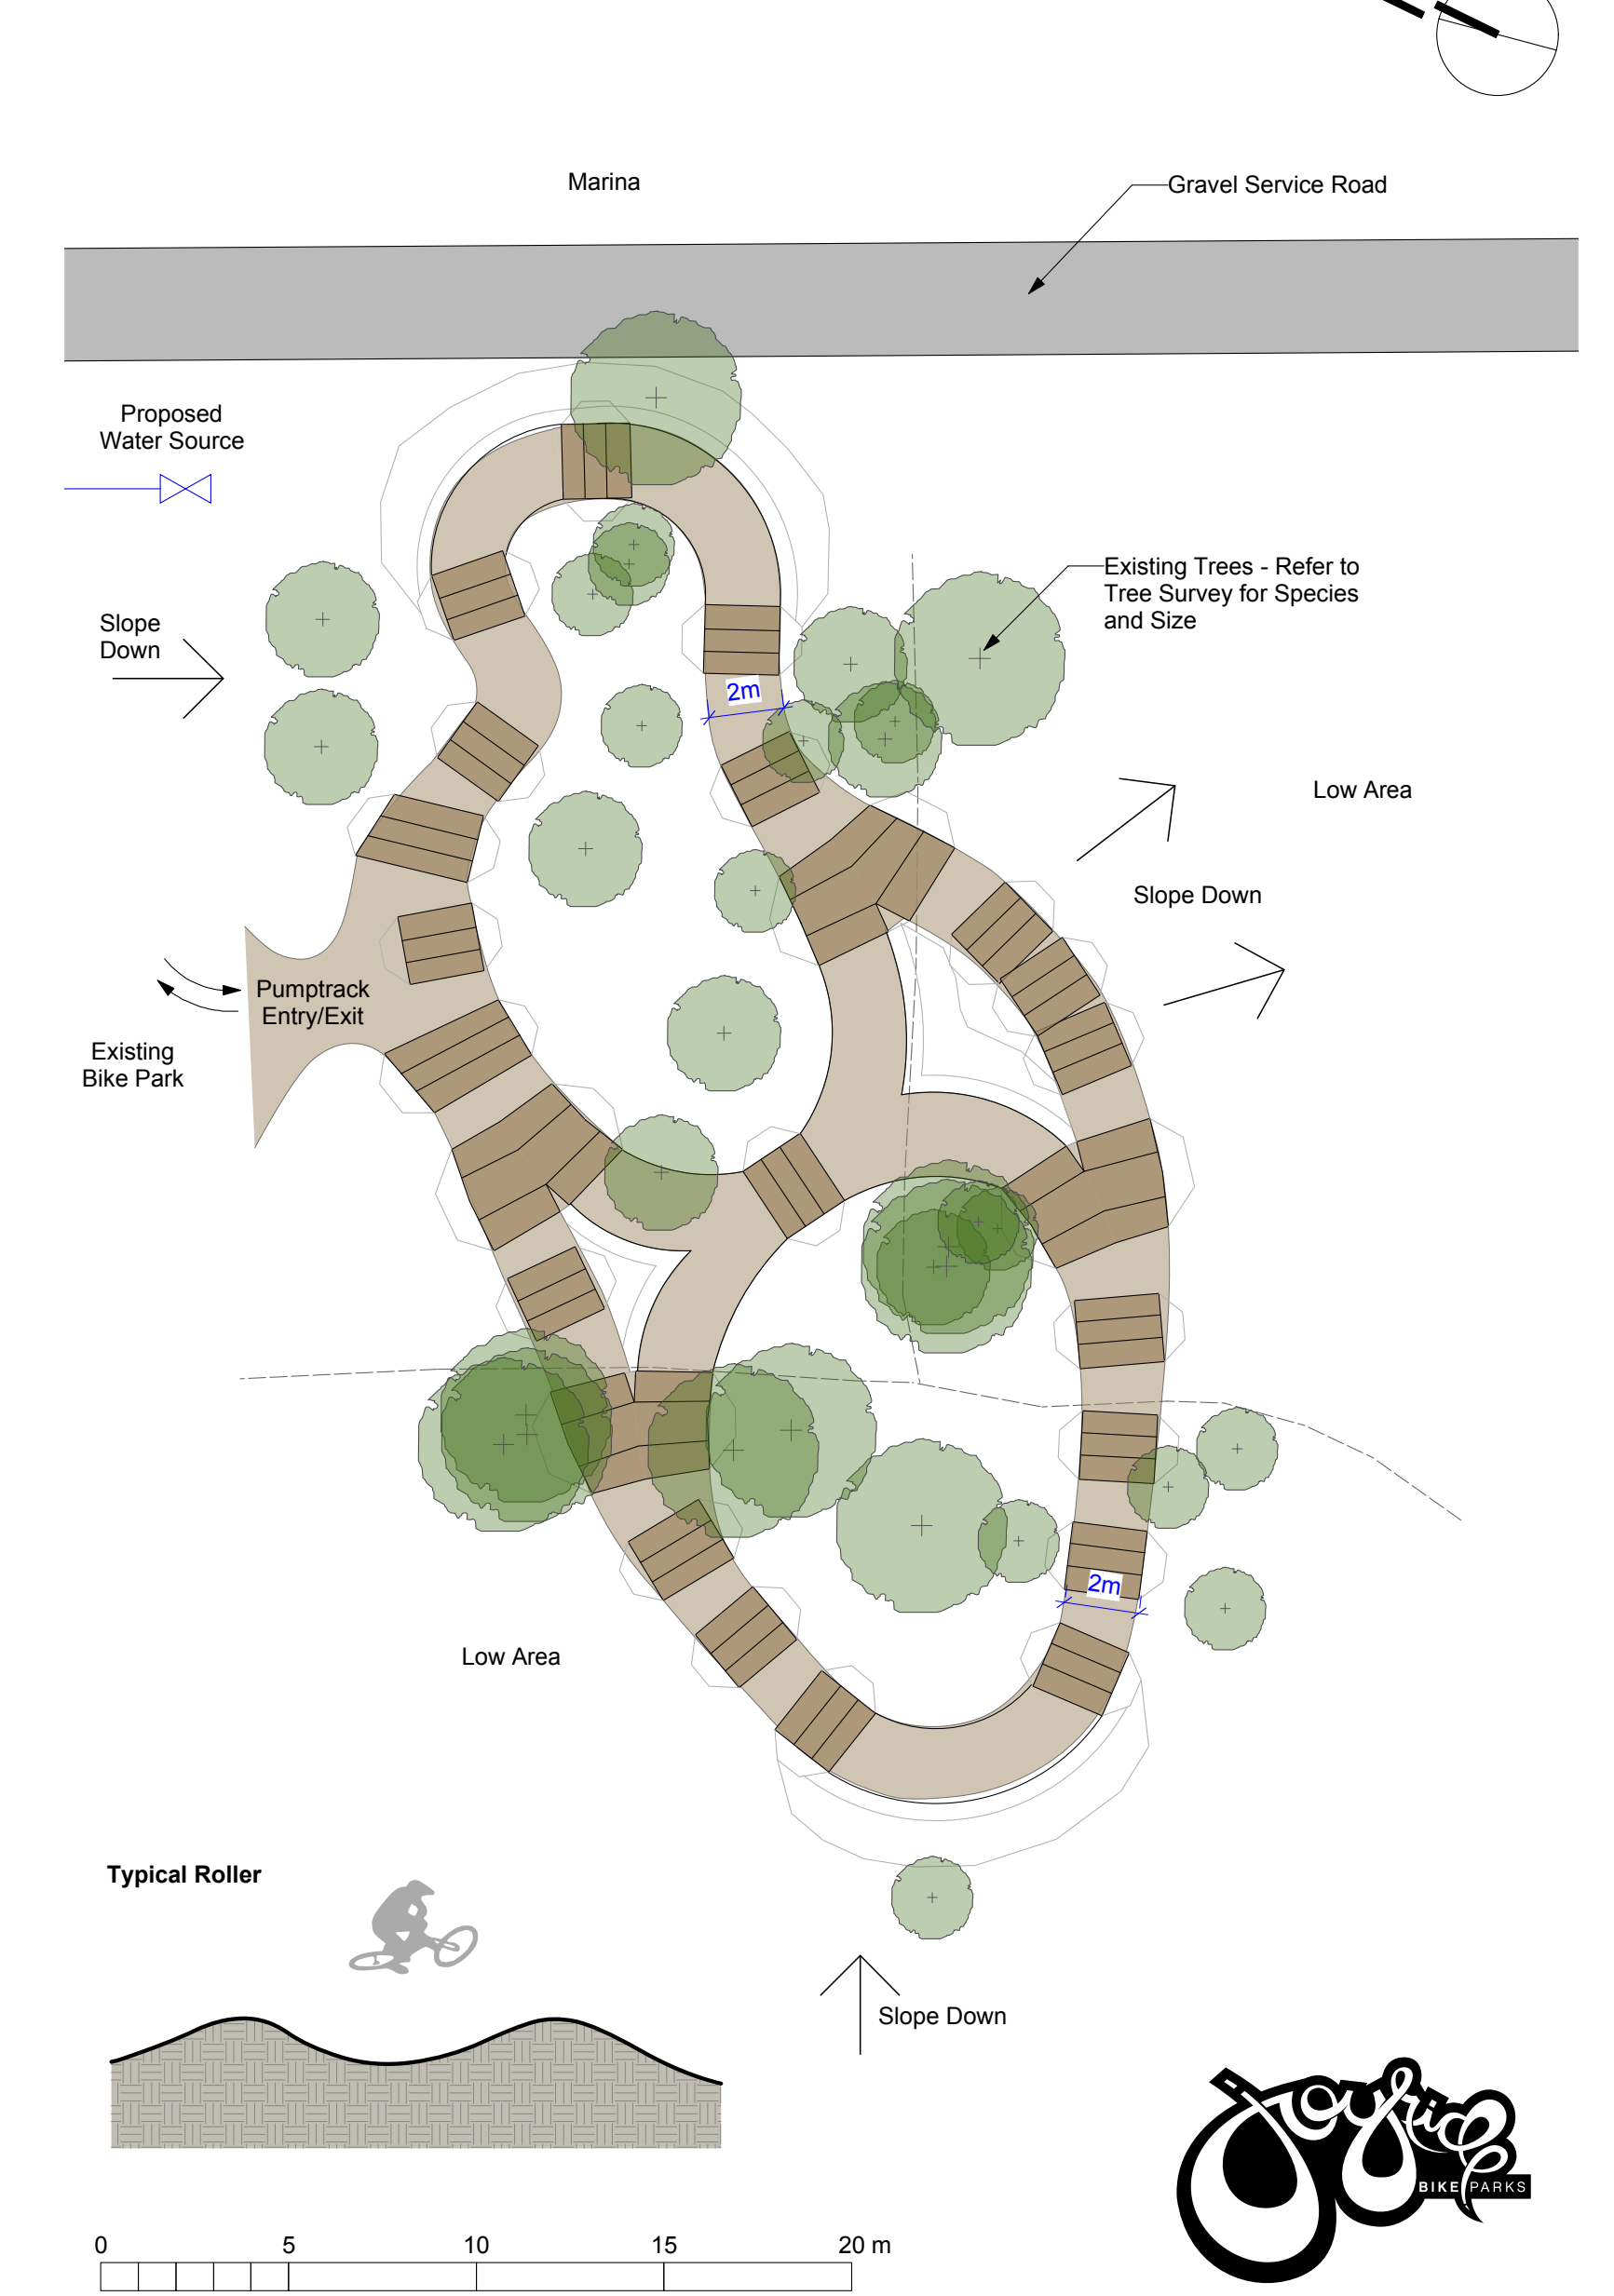 Marina
Gravel Service Road
Proposed
Water Source
Existing Trees - Refer to
Tree Survey for Species
and Size
Slope
Down
2m
Low Area
Slope Down
Pumptrack
Entry/Exit
Existing
Bike Park
2m
Low Area
Typical Roller
Slope Down
Joyride
BIKE PARKS
0 5 10 15 20 m